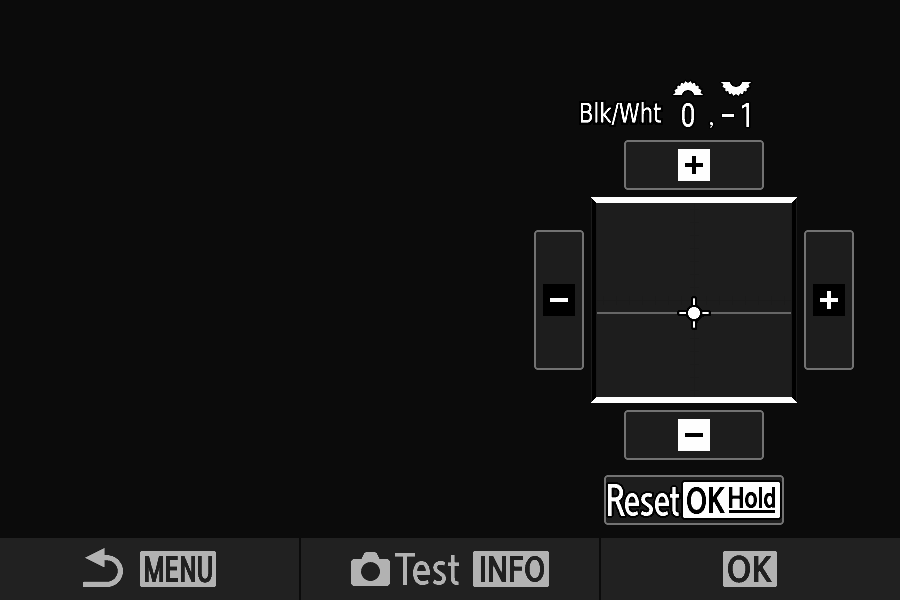 Blk/Wht 0 , −1
+
− +
−
Reset OK Hold
MENU Test INFO OK